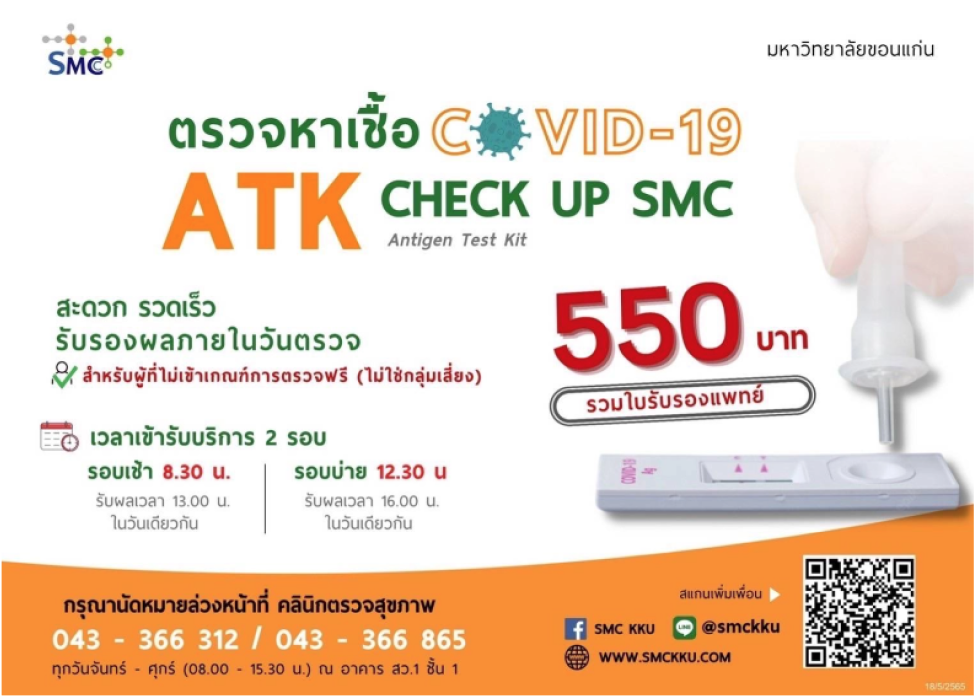 SMC
มหาวิทยาลัยขอนแก่น
ตรวจหาเชื้อ COVID-19
ATK CHECK UP SMC
Antigen Test Kit
สะดวก รวดเร็ว
รับรองผลภายในวันตรวจ
สำหรับผู้ที่ไม่เข้าเกณฑ์การตรวจฟรี (ไม่ใช่กลุ่มเสี่ยง)
550 บาท
รวมใบรับรองแพทย์
COVID-19
Ag
เวลาเข้ารับบริการ 2 รอบ
รอบเช้า 8.30 น.
รับผลเวลา 13.00 น.
ในวันเดียวกัน
รอบบ่าย 12.30 น
รับผลเวลา 16.00 น.
ในวันเดียวกัน
กรุณานัดหมายล่วงหน้าที่ คลินิกตรวจสุขภาพ
043 - 366 312 / 043 - 366 865
ทุกวันจันทร์ - ศุกร์ (08.00 - 15.30 น.) ณ อาคาร สว.1 ชั้น 1
สแกนเพิ่มเพื่อน
SMC KKU
LINE
@smckku
WWW.SMCKKU.COM
18/5/2565